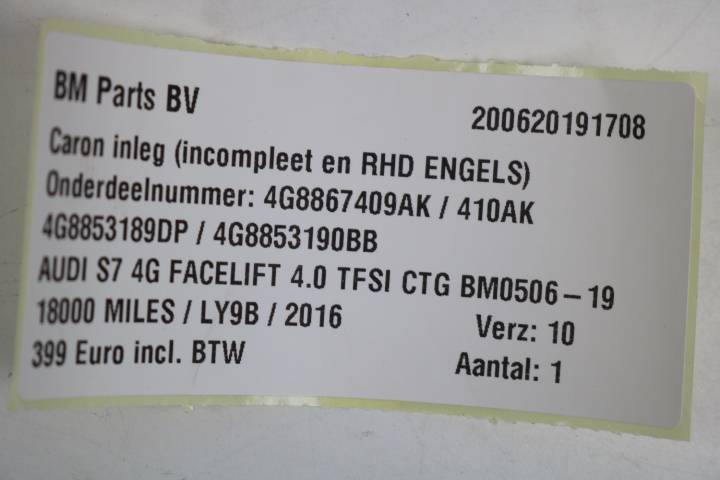 BM Parts BV
200620191708
Caron inleg (incompleet en RHD ENGELS)
Onderdeelnummer: 4G8867409AK / 410AK
4G8853189DP / 4G8853190BB
AUDI S7 4G FACELIFT 4.0 TFSI CTG BM0506-19
18000 MILES / LY9B / 2016
Verz: 10
399 Euro incl. BTW
Aantal: 1